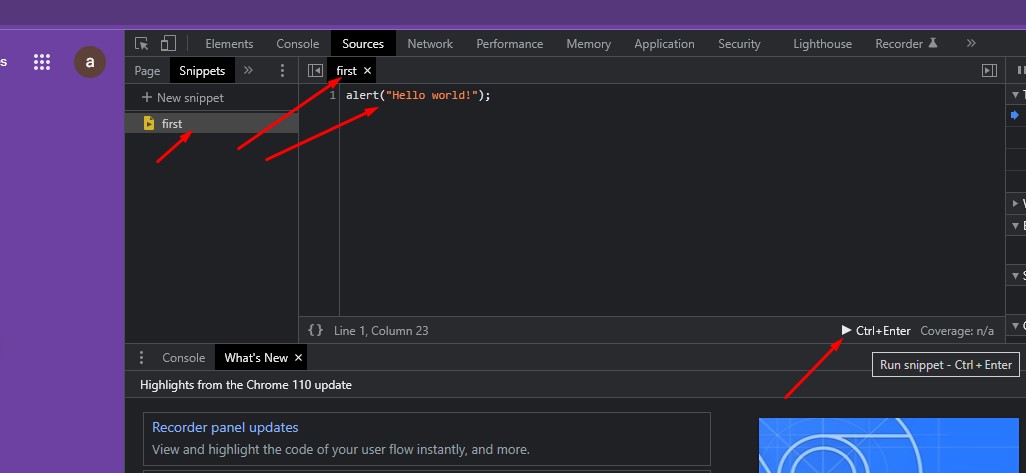 s
a
Elements Console Sources Network Performance Memory Application Security Lighthouse Recorder »
Page Snippets » first ×
+ New snippet
1 alert("Hello world!");
first
{} Line 1, Column 23 Ctrl+Enter Coverage: n/a
Console What's New ×
Run snippet - Ctrl + Enter
Highlights from the Chrome 110 update
Recorder panel updates
View and highlight the code of your user flow instantly, and more.